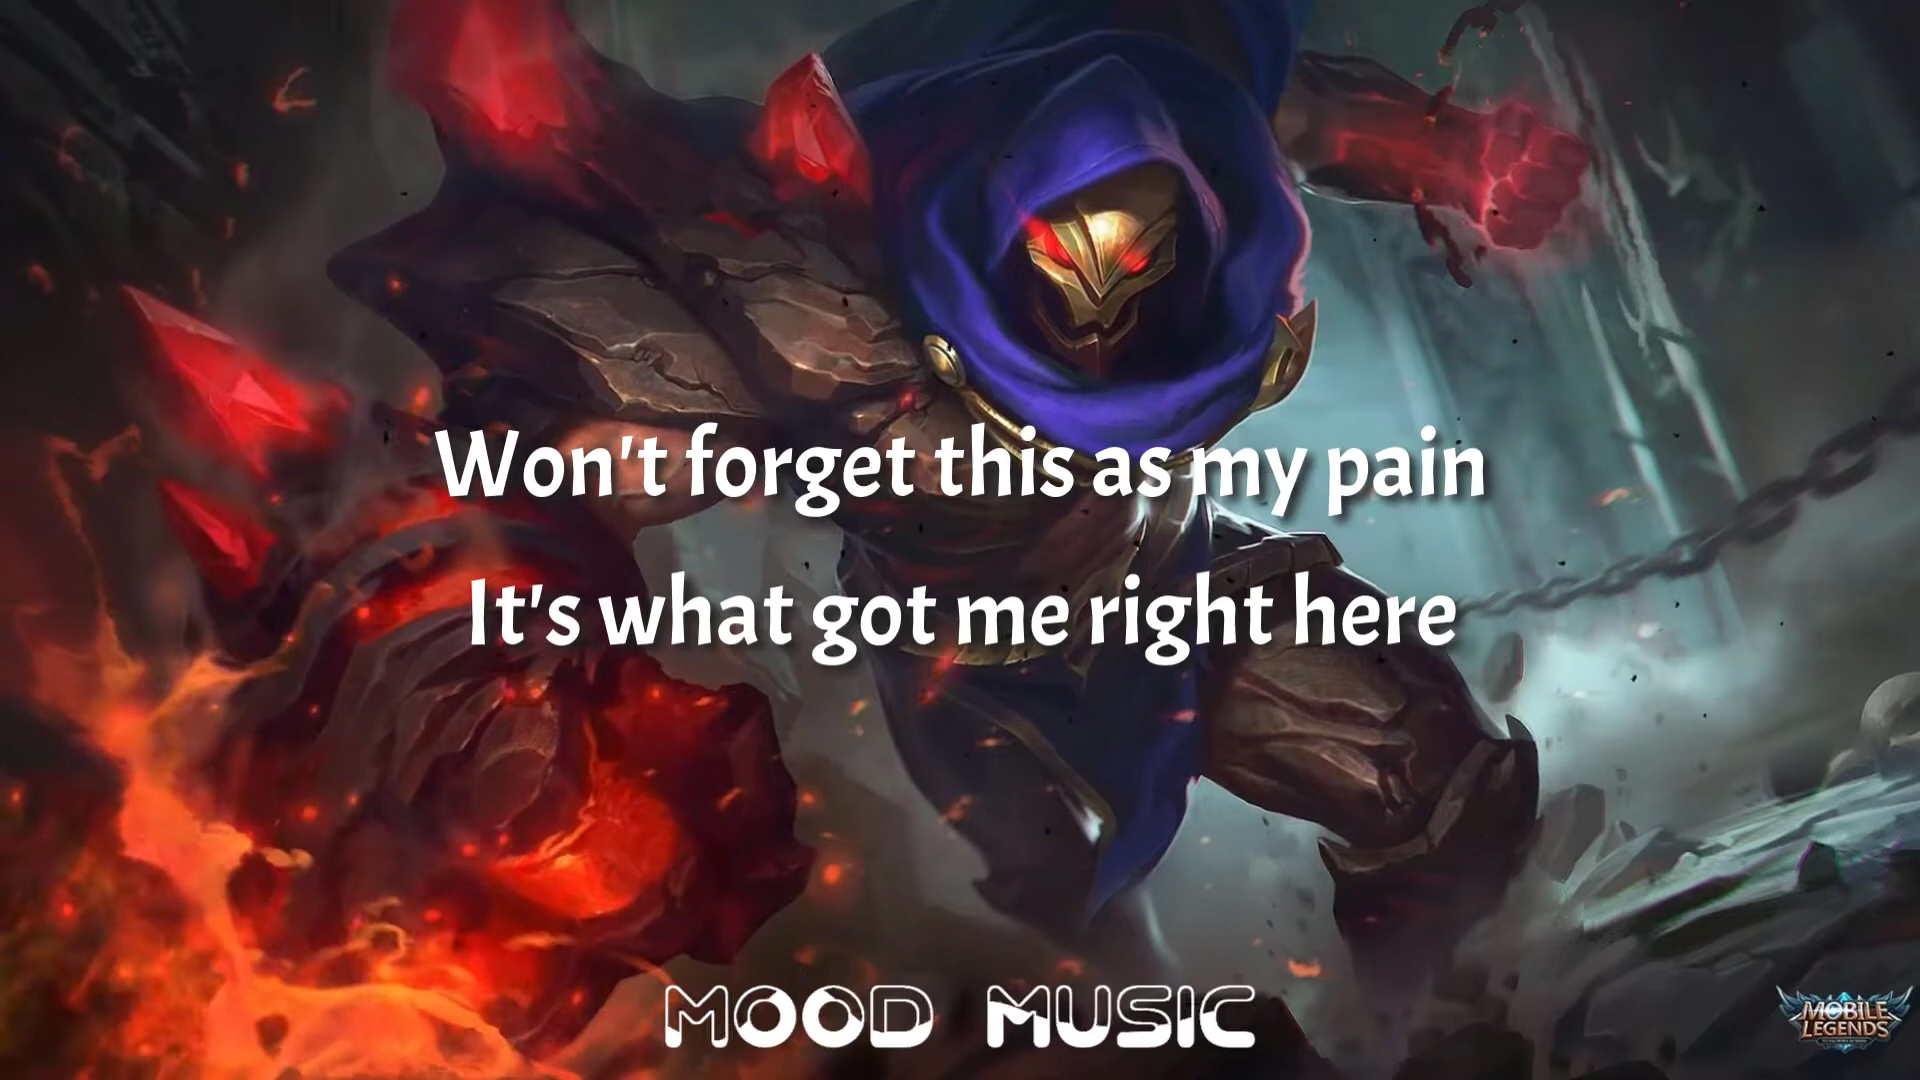 Won't forget this as my pain
It's what got me right here
MOOD MUSIC
MOBILE
LEGENDS